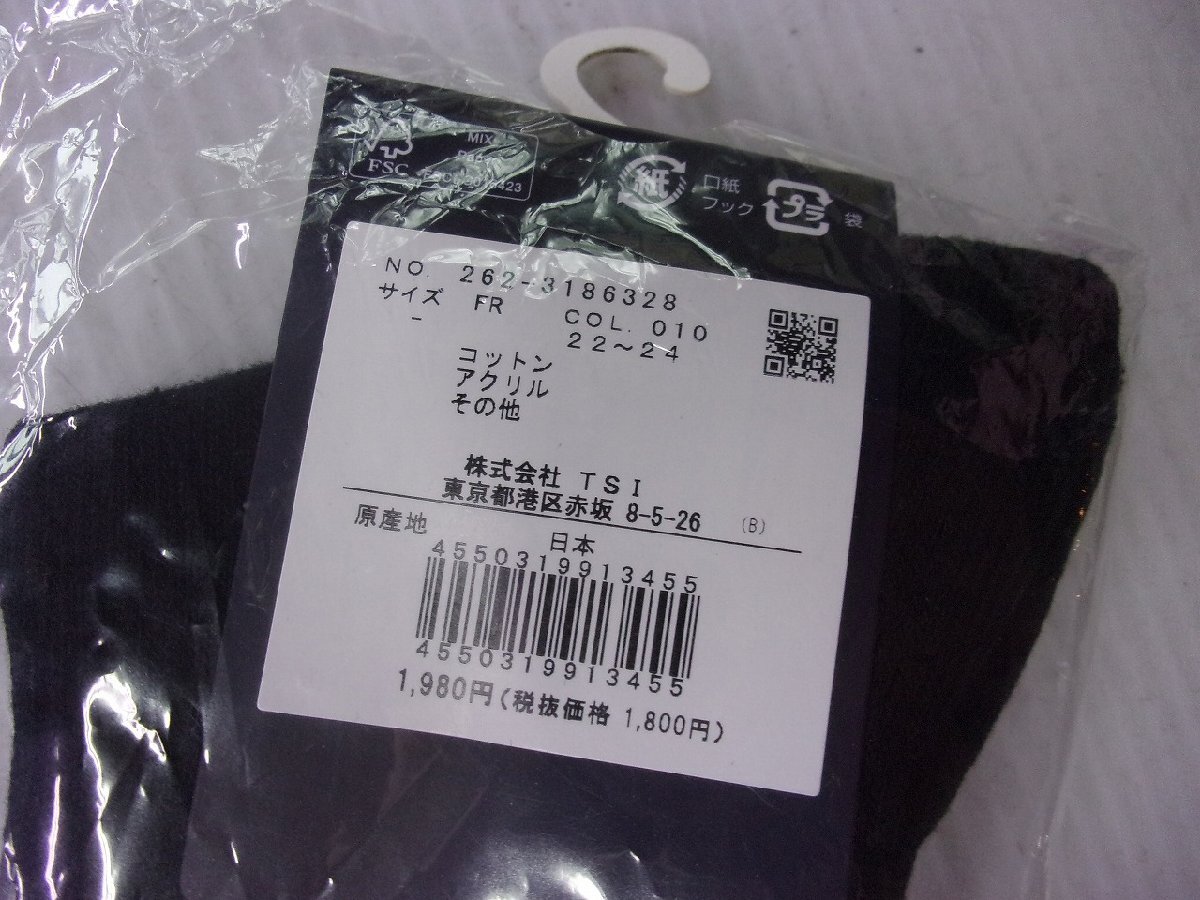 MIX
FSC
紙
口紙
フック
プラ
袋
NO. 262-3186328
サイズ FR COL. 010
- 22～24
コットン
アクリル
その他
株式会社 TSI
東京都港区赤坂 8-5-26 (B)
原産地 日本
4550319913455
4550319913455
1,980円(税抜価格 1,800円)